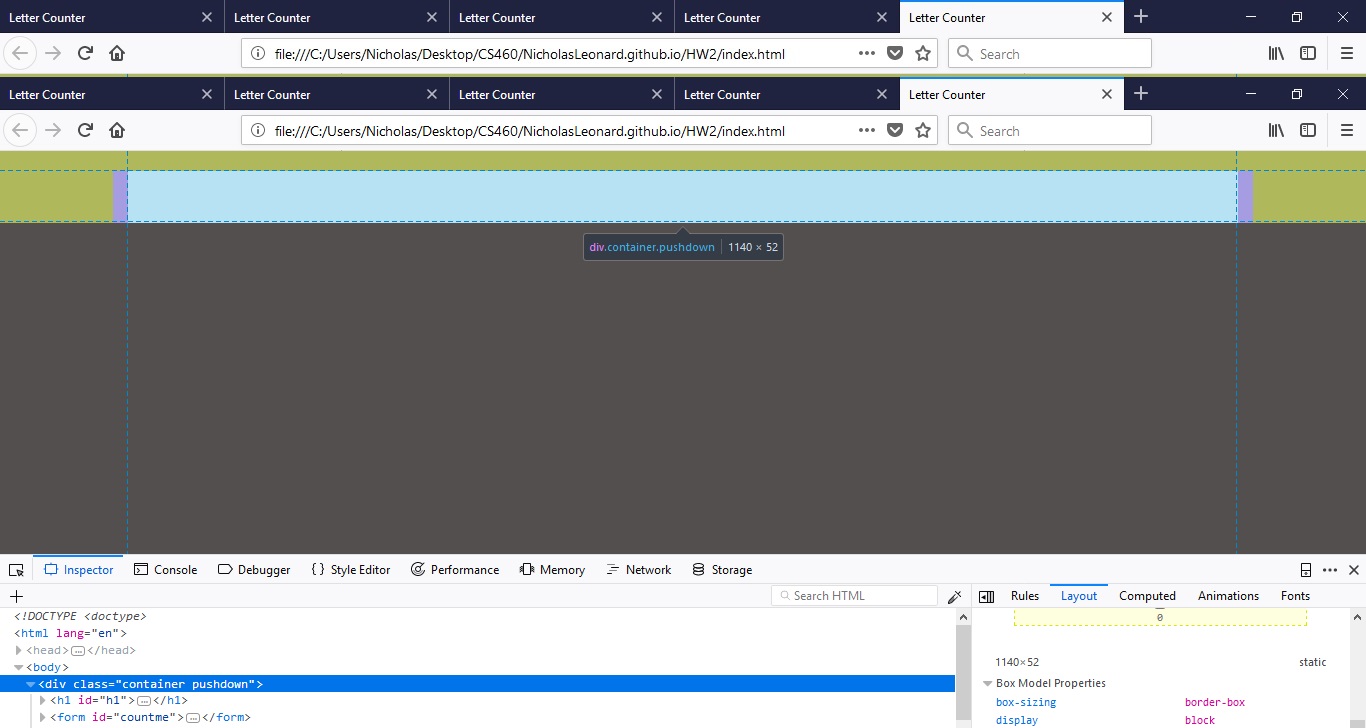 Letter Counter Letter Counter Letter Counter Letter Counter Letter Counter
file:///C:/Users/Nicholas/Desktop/CS460/NicholasLeonard.github.io/HW2/index.html Search
Letter Counter Letter Counter Letter Counter Letter Counter Letter Counter
file:///C:/Users/Nicholas/Desktop/CS460/NicholasLeonard.github.io/HW2/index.html Search
div.container.pushdown 1140 × 52
Inspector Console Debugger {} Style Editor Performance Memory Network Storage
Search HTML Rules Layout Computed Animations Fonts
<!DOCTYPE <doctype> 0
<html lang="en">
<head>…</head>
<body> 1140×52 static
<div class="container pushdown"> Box Model Properties
<h1 id="h1">…</h1> box-sizing border-box
<form id="countme">…</form> display block